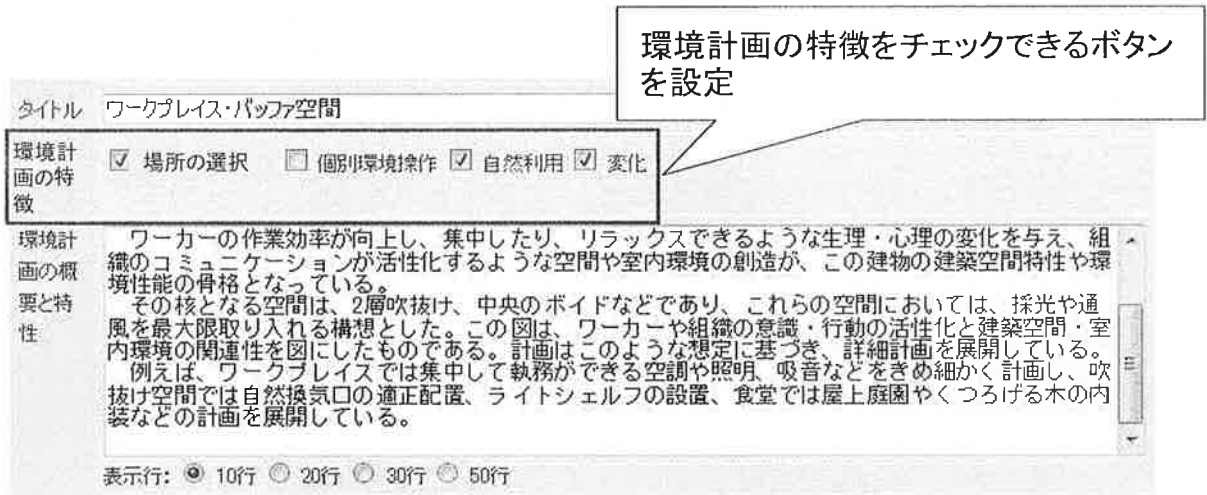 環境計画の特徴をチェックできるボタン
を設定
タイトル ワークプレイス・バッファ空間
環境計
画の特
徴
場所の選択 個別環境操作 自然利用 変化
環境計
画の概
要と特
性
ワーカーの作業効率が向上し、集中したり、リラックスできるような生理・心理の変化を与え、組
織のコミュニケーションが活性化するような空間や室内環境の創造が、この建物の建築空間特性や環
境性能の骨格となっている。
その核となる空間は、2層吹抜け、中央のボイドなどであり、これらの空間においては、採光や通
風を最大限取り入れる構想とした。この図は、ワーカーや組織の意識・行動の活性化と建築空間・室
内環境の関連性を図にしたものである。計画はこのような想定に基づき、詳細計画を展開している。
例えば、ワークプレイスでは集中して執務ができる空調や照明、吸音などをきめ細かく計画し、吹
抜け空間では自然換気口の適正配置、ライトシェルフの設置、食堂では屋上庭園やくつろげる木の内
装などの計画を展開している。
表示行: 10行 20行 30行 50行